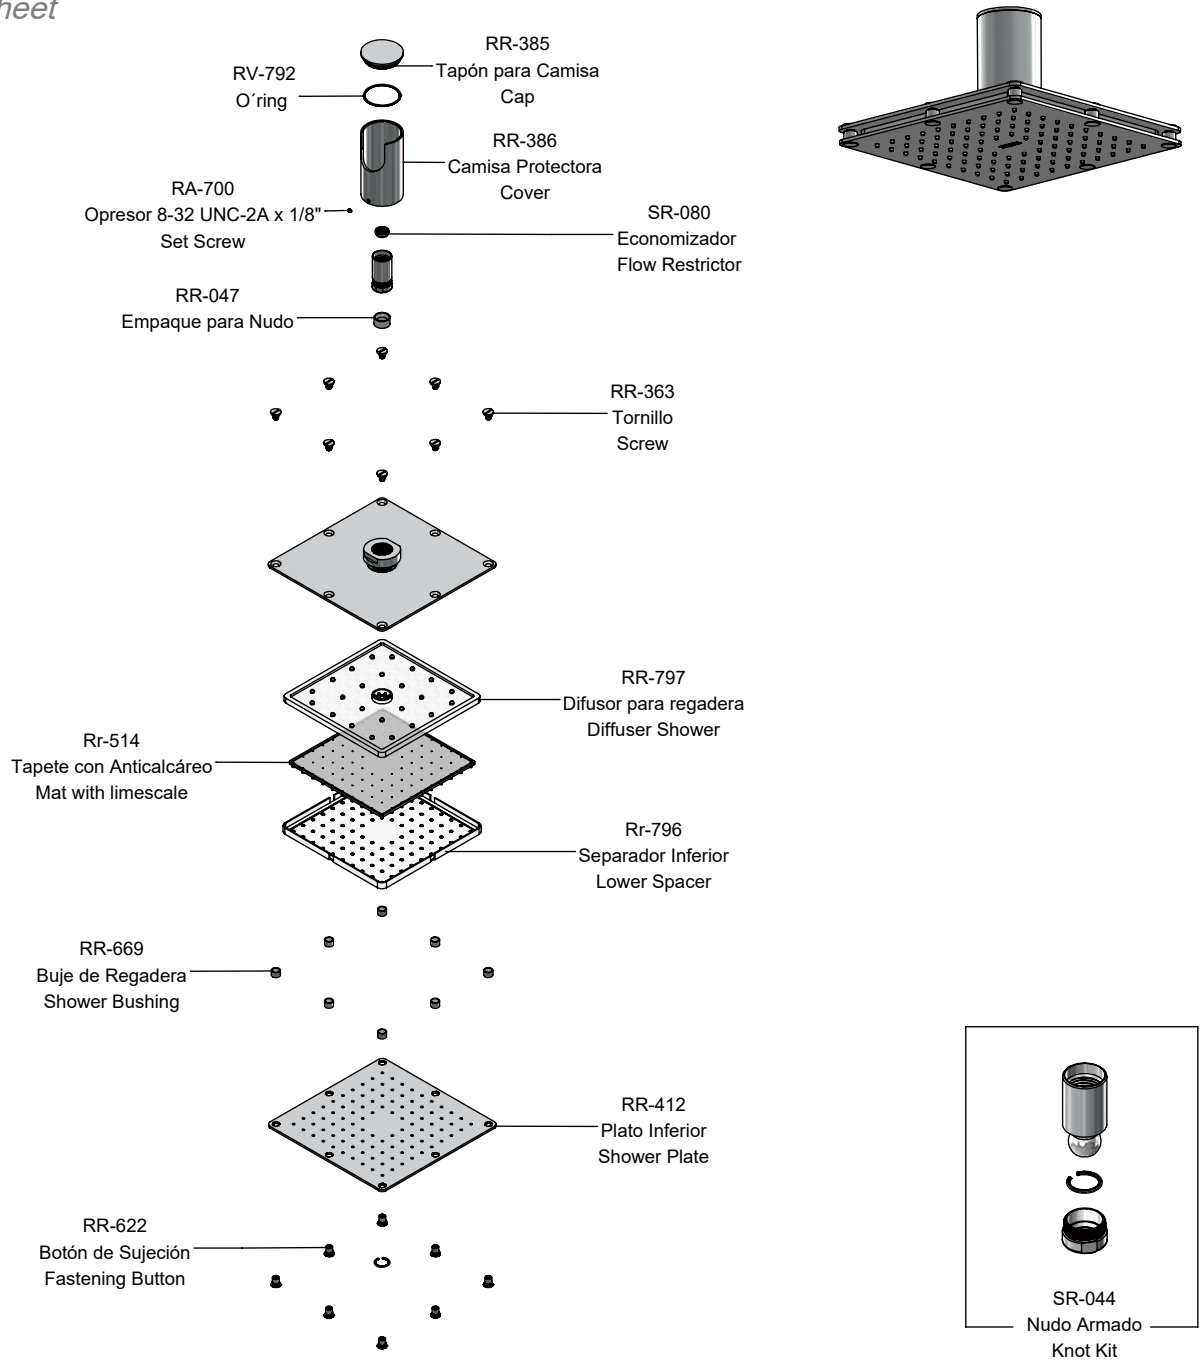 heet
RR-385
Tapón para Camisa
Cap
RV-792
O´ring
RR-386
Camisa Protectora
Cover
RA-700
Opresor 8-32 UNC-2A x 1/8"
Set Screw
SR-080
Economizador
Flow Restrictor
RR-047
Empaque para Nudo
RR-363
Tornillo
Screw
RR-797
Difusor para regadera
Diffuser Shower
Rr-514
Tapete con Anticalcáreo
Mat with limescale
Rr-796
Separador Inferior
Lower Spacer
RR-669
Buje de Regadera
Shower Bushing
RR-412
Plato Inferior
Shower Plate
RR-622
Botón de Sujeción
Fastening Button
SR-044
Nudo Armado
Knot Kit